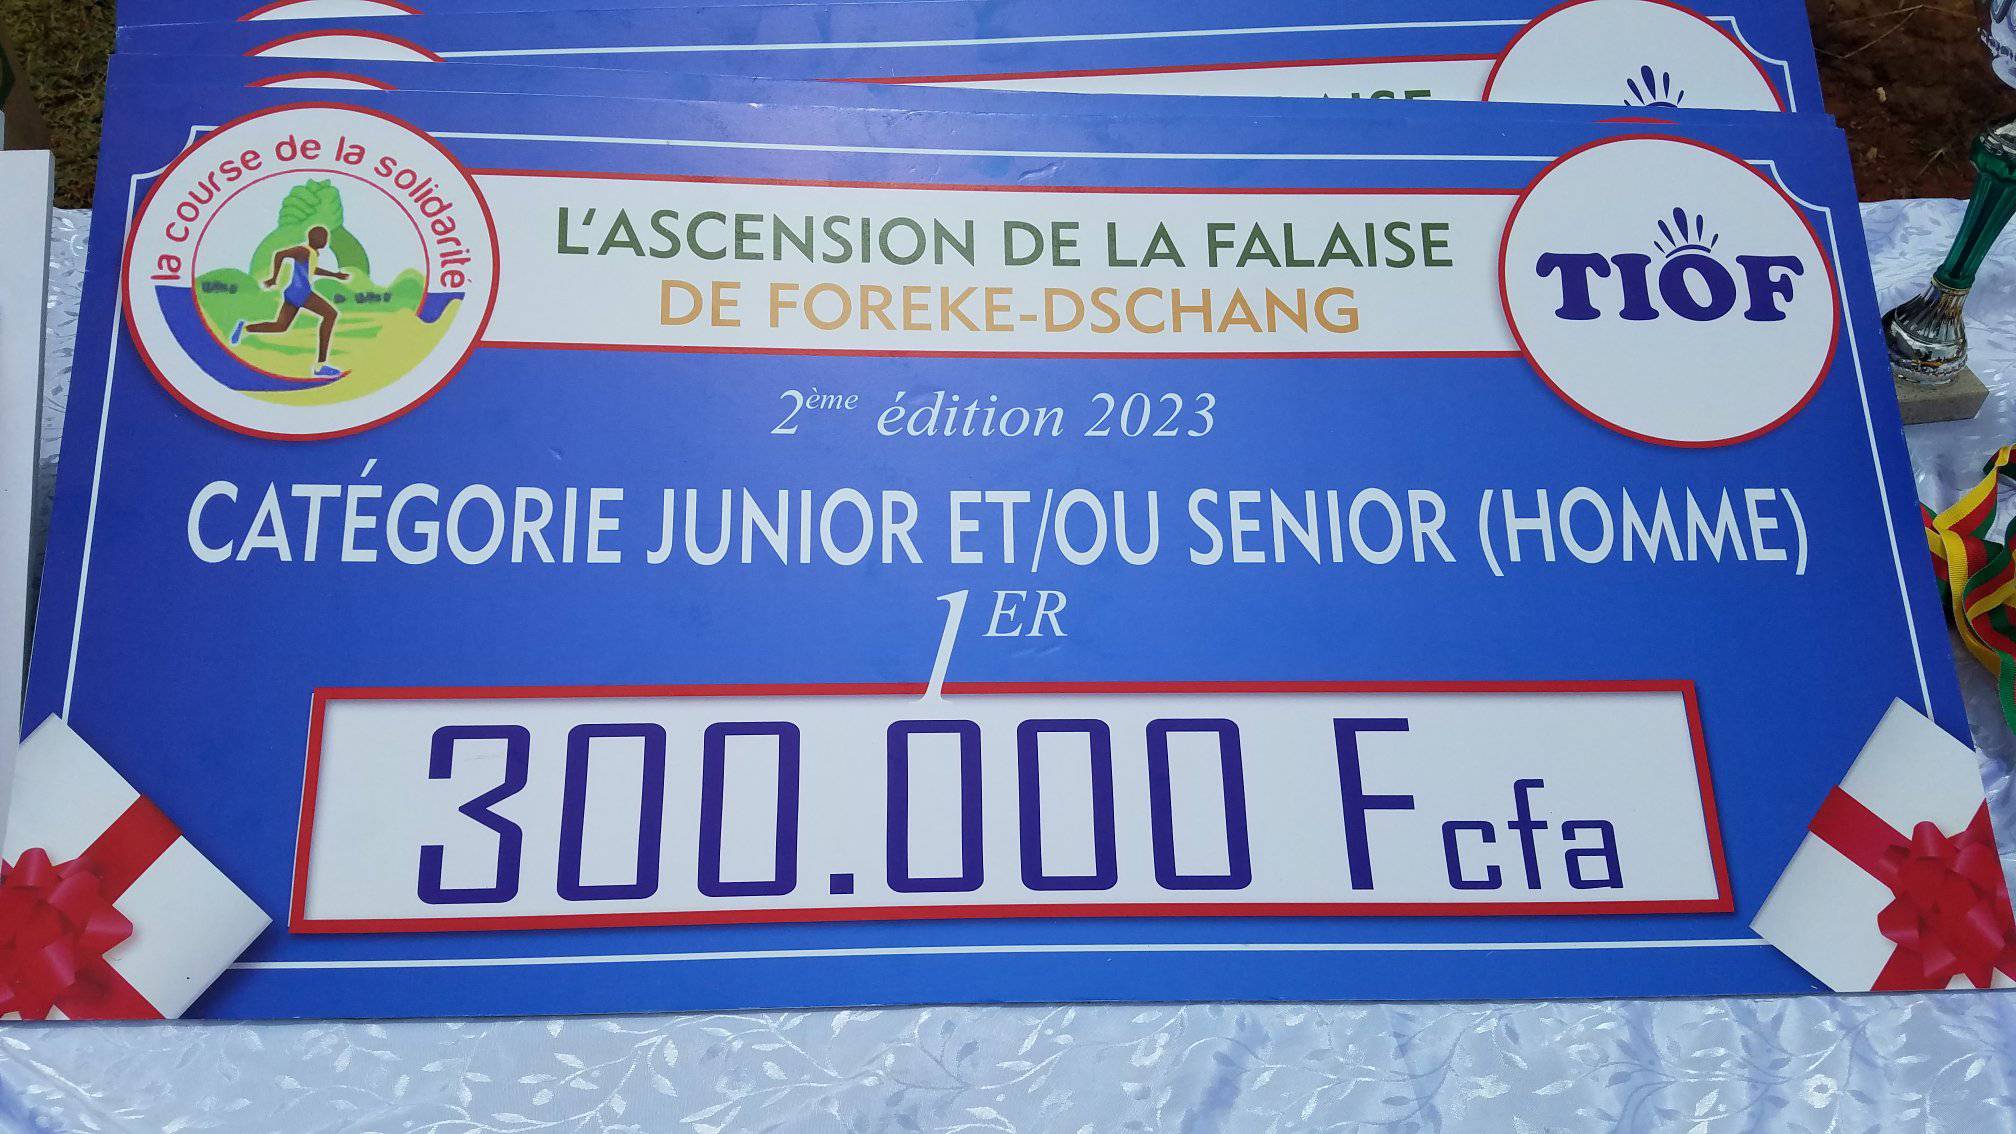 la course de la solidarité
L'ASCENSION DE LA FALAISE
DE FOREKE-DSCHANG
TIOF
2ème édition 2023
CATÉGORIE JUNIOR ET/OU SENIOR (HOMME)
1ER
300.000 F cfa